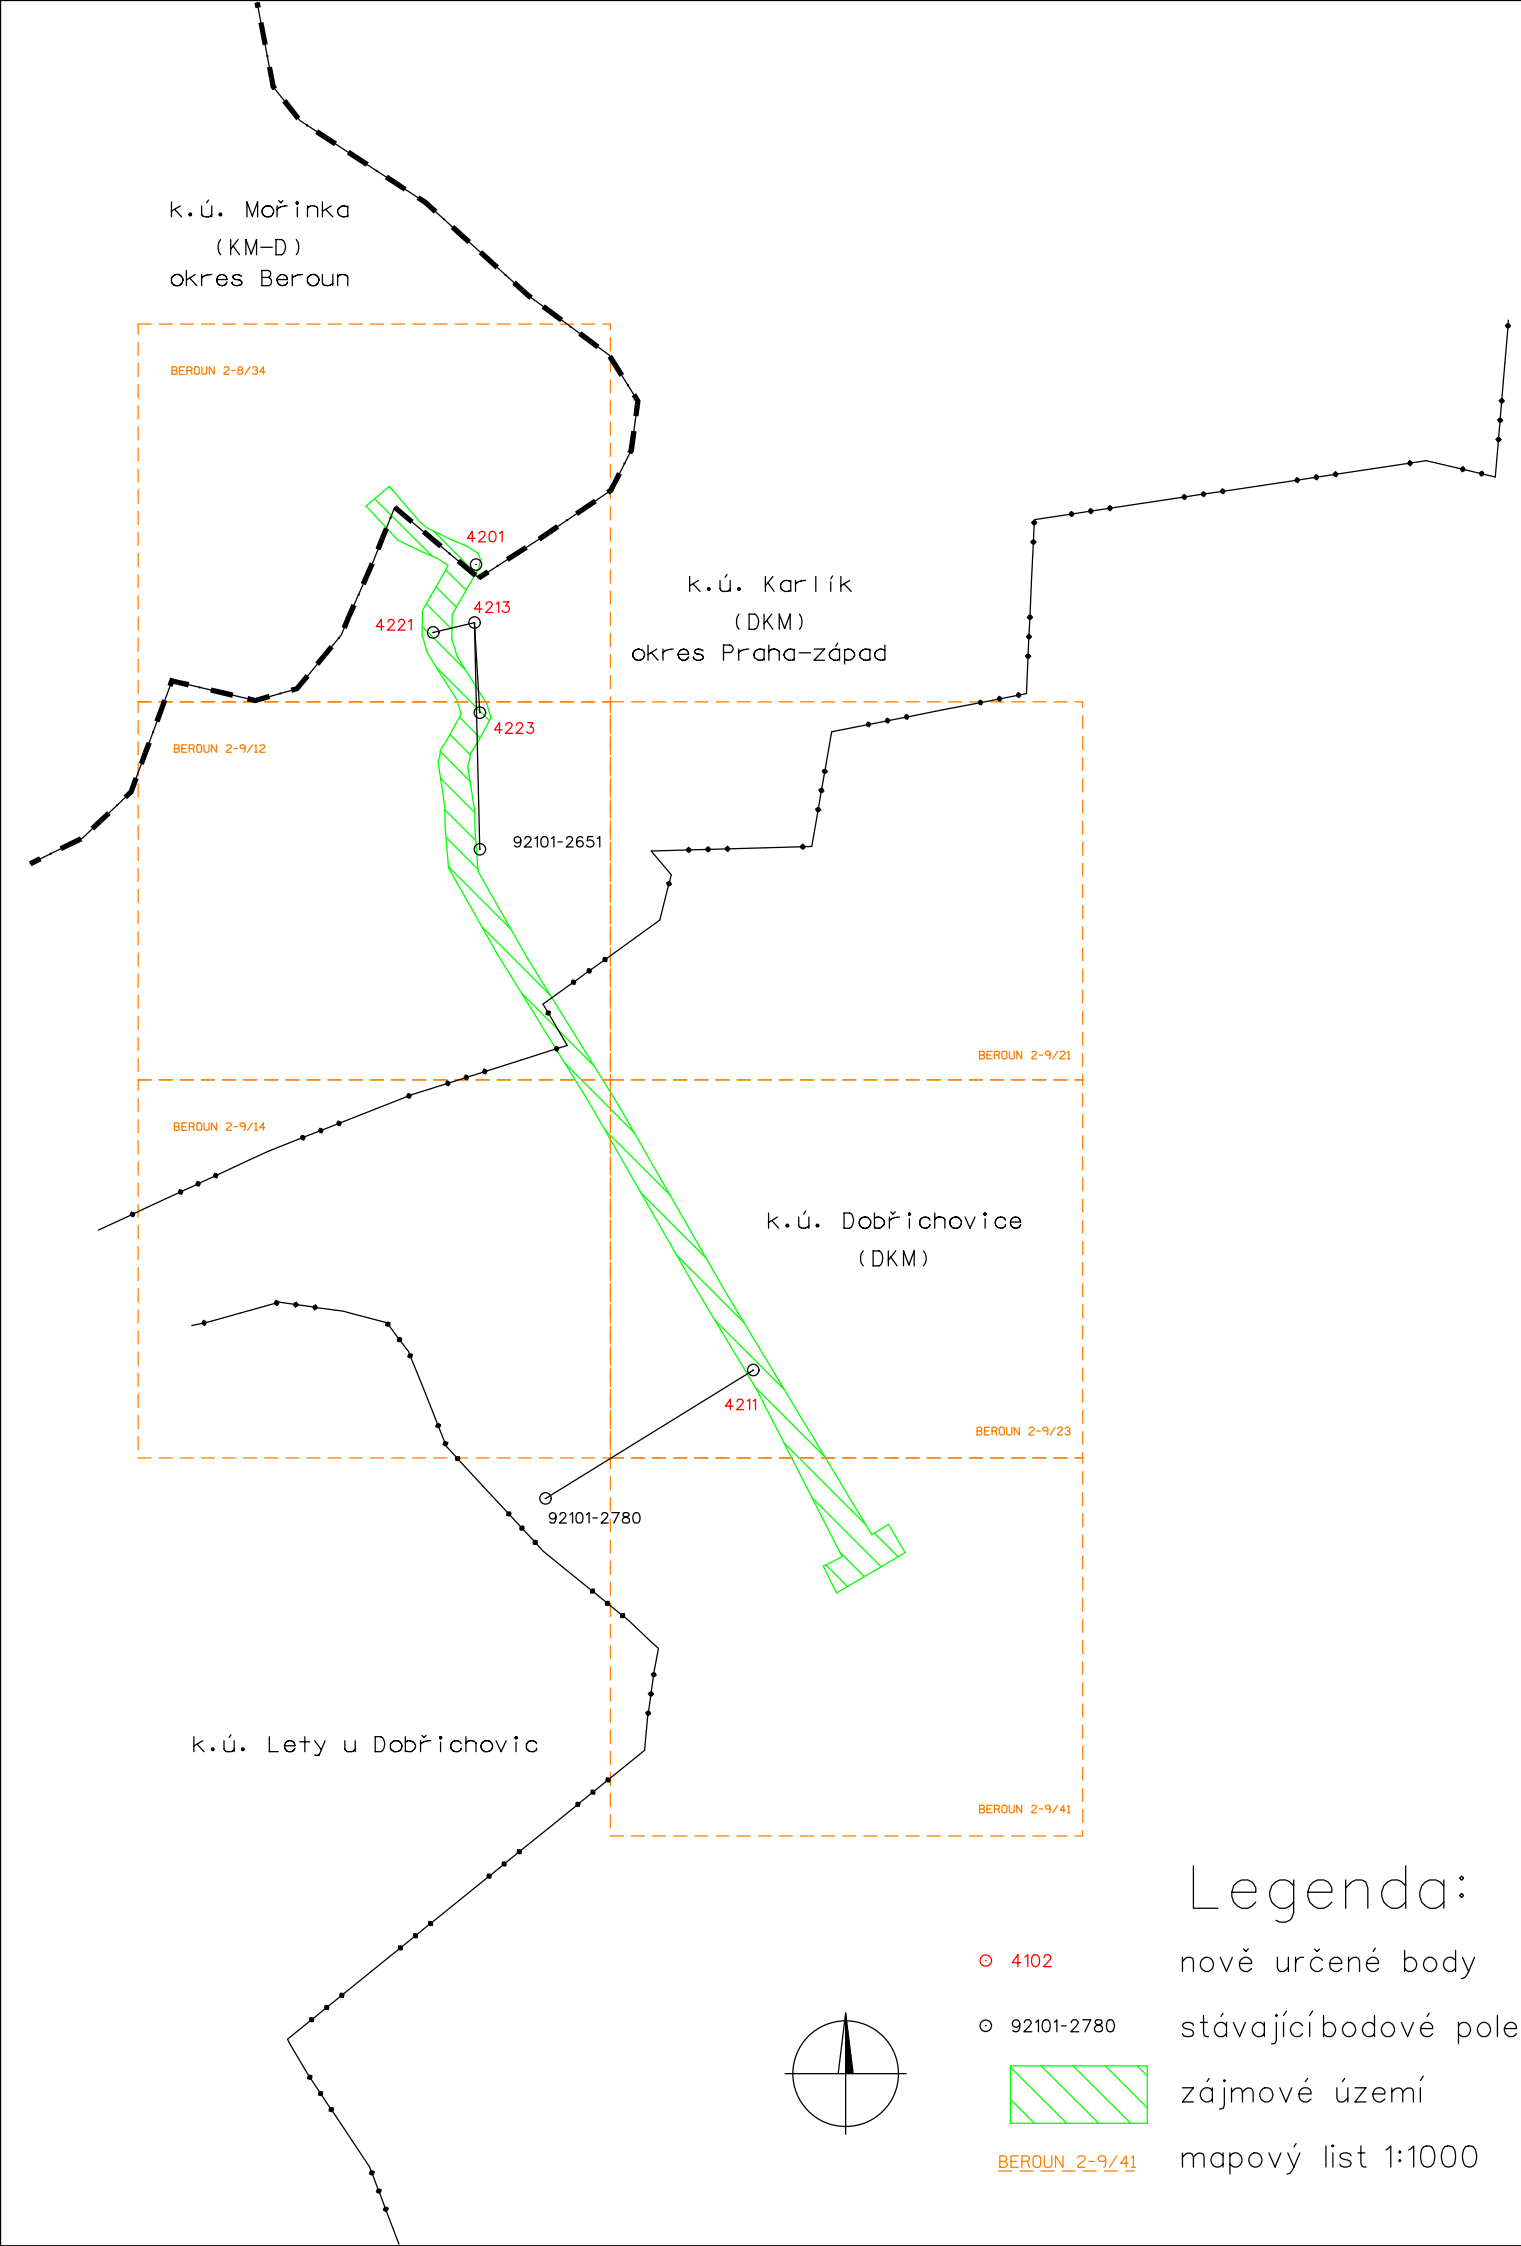 k.ú. Mořinka
(KM-D)
okres Beroun
BEROUN 2-8/34
4201
k.ú. Karlík
(DKM)
okres Praha-západ
4213
4221
4223
BEROUN 2-9/12
92101-2651
BEROUN 2-9/21
BEROUN 2-9/14
k.ú. Dobřichovice
(DKM)
4211
BEROUN 2-9/23
92101-2780
k.ú. Lety u Dobřichovic
BEROUN 2-9/41
Legenda:
4102 nově určené body
92101-2780 stávající bodové pole
zájmové území
BEROUN 2-9/41 mapový list 1:1000